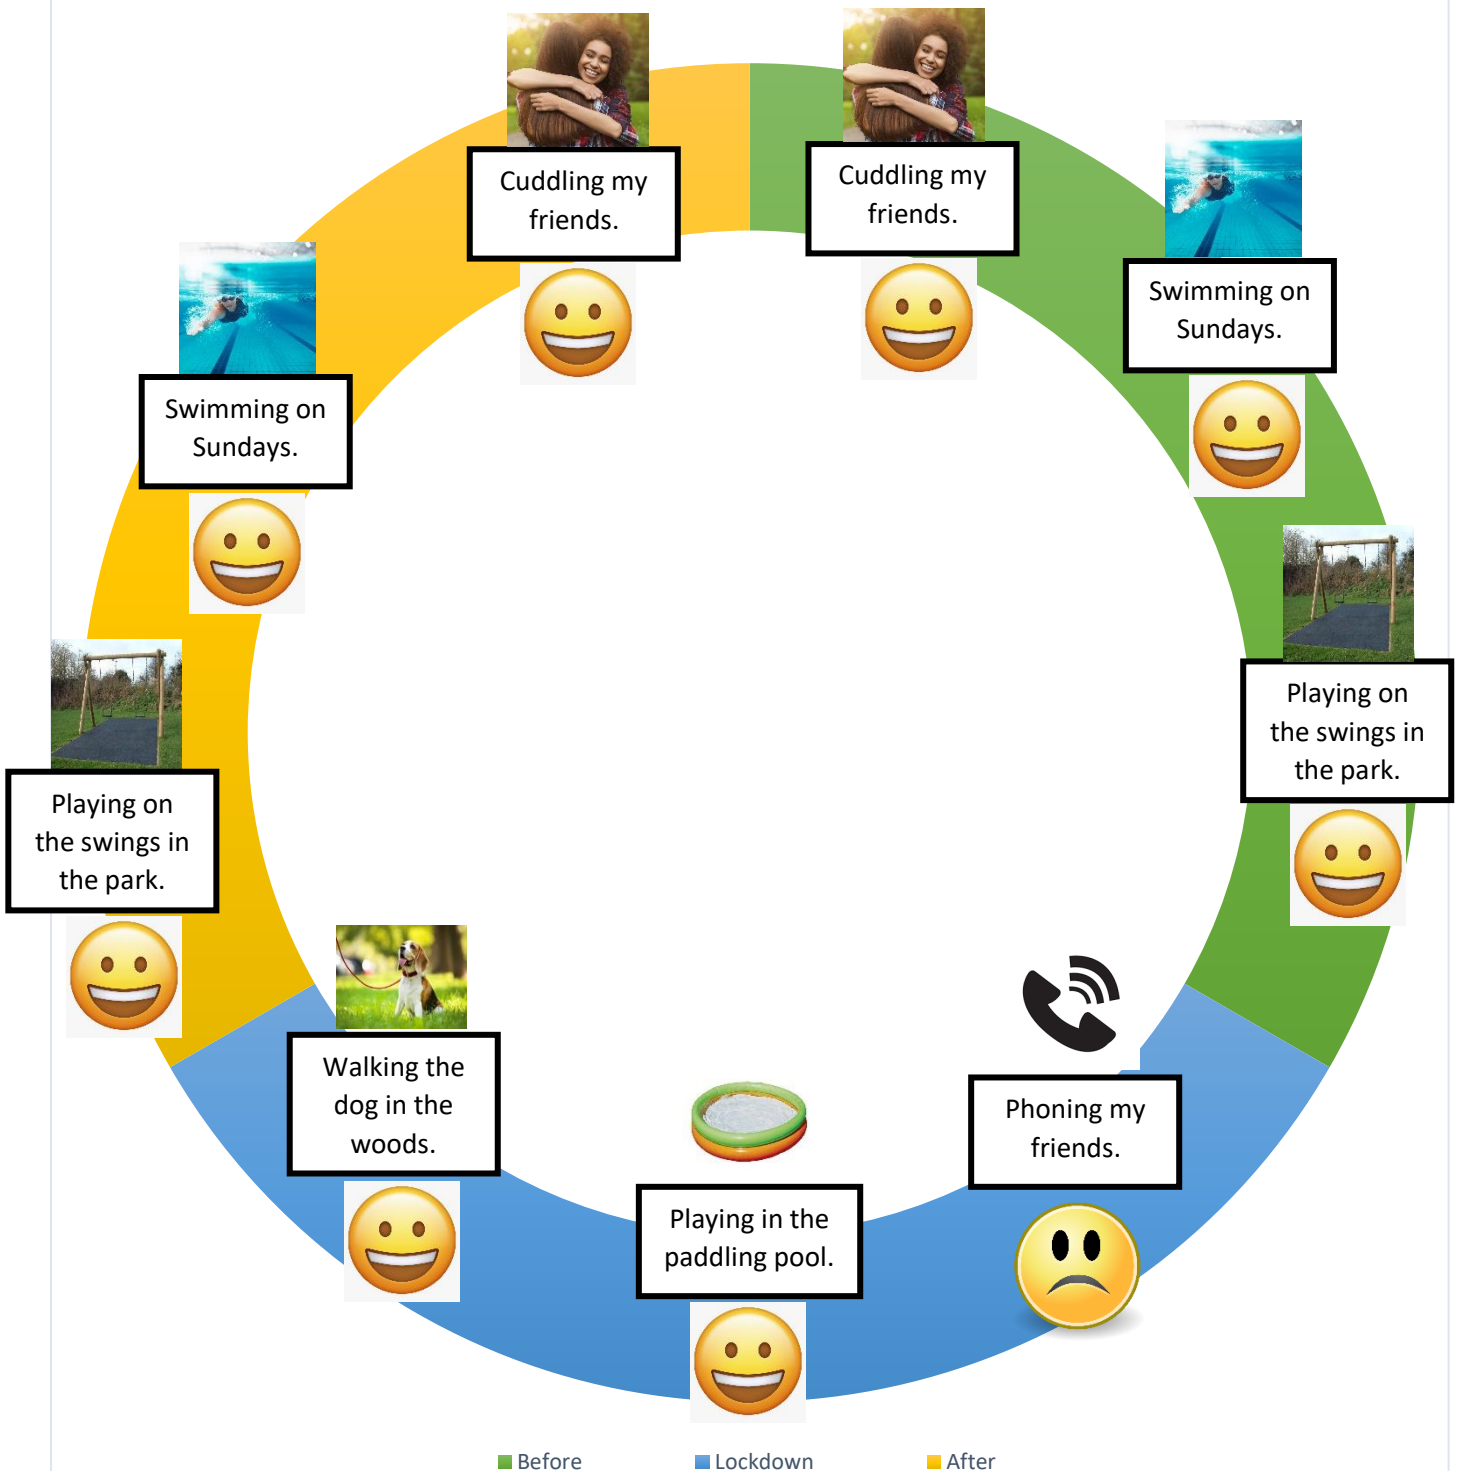 Cuddling my
friends.
Cuddling my
friends.
Swimming on
Sundays.
Swimming on
Sundays.
Playing on
the swings in
the park.
Playing on
the swings in
the park.
Walking the
dog in the
woods.
Phoning my
friends.
Playing in the
paddling pool.
Before
Lockdown
After